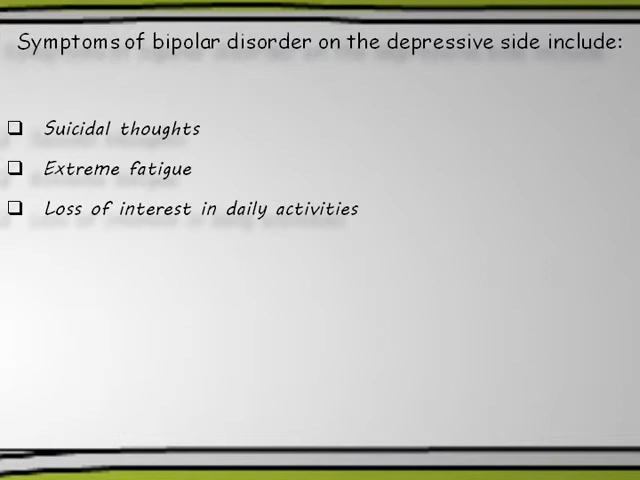 Symptoms of bipolar disorder on the depressive side include:
Suicidal thoughts
Extreme fatigue
Loss of interest in daily activities